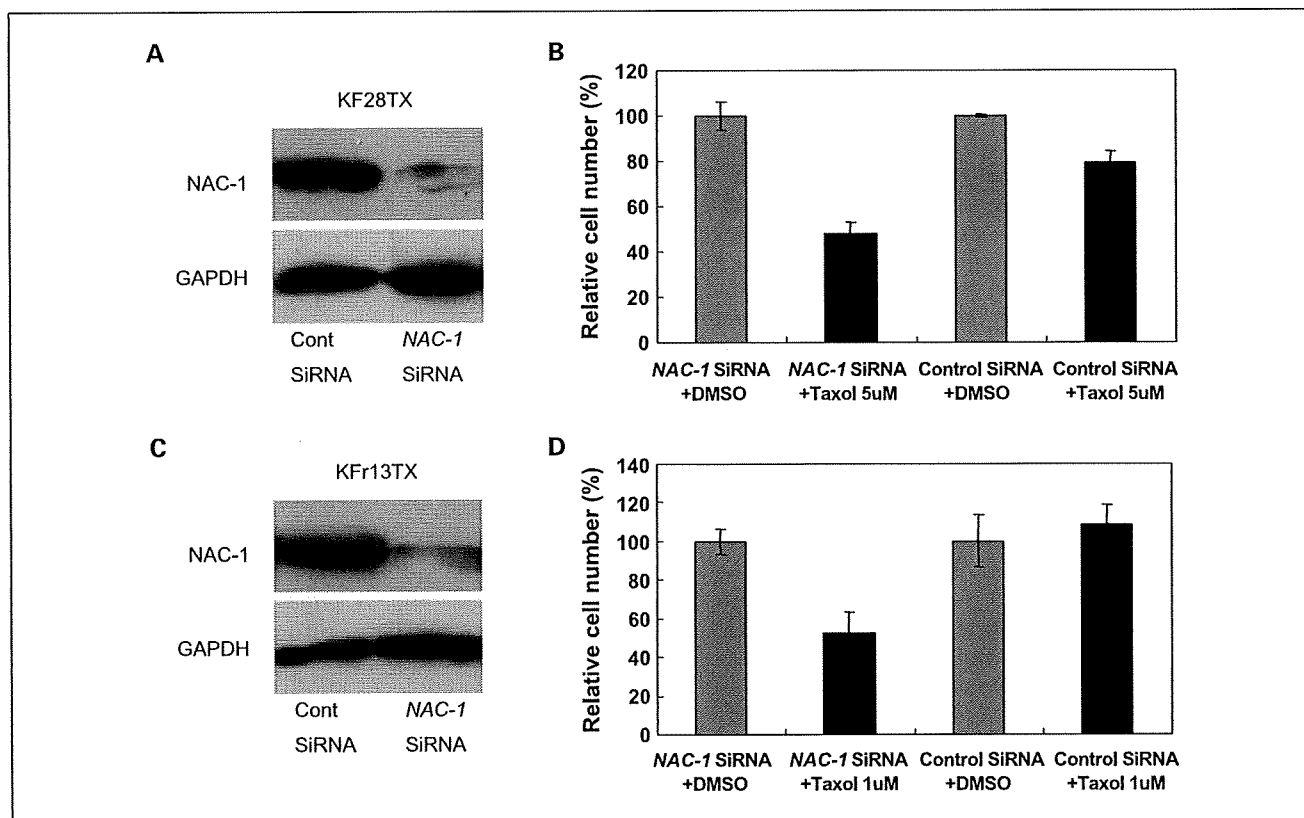 A
KF28TX
NAC-1
GAPDH
Cont
NAC-1
SiRNA
SiRNA
B
Relative cell number (%)
120
100
80
60
40
20
0
NAC-1 SiRNA
+DMSO
NAC-1 SiRNA
+Taxol 5uM
Control SiRNA
+DMSO
Control SiRNA
+Taxol 5uM
C
KFr13TX
NAC-1
GAPDH
Cont
NAC-1
SiRNA
SiRNA
D
Relative cell number (%)
140
120
100
80
60
40
20
0
NAC-1 SiRNA
+DMSO
NAC-1 SiRNA
+Taxol 1uM
Control SiRNA
+DMSO
Control SiRNA
+Taxol 1uM